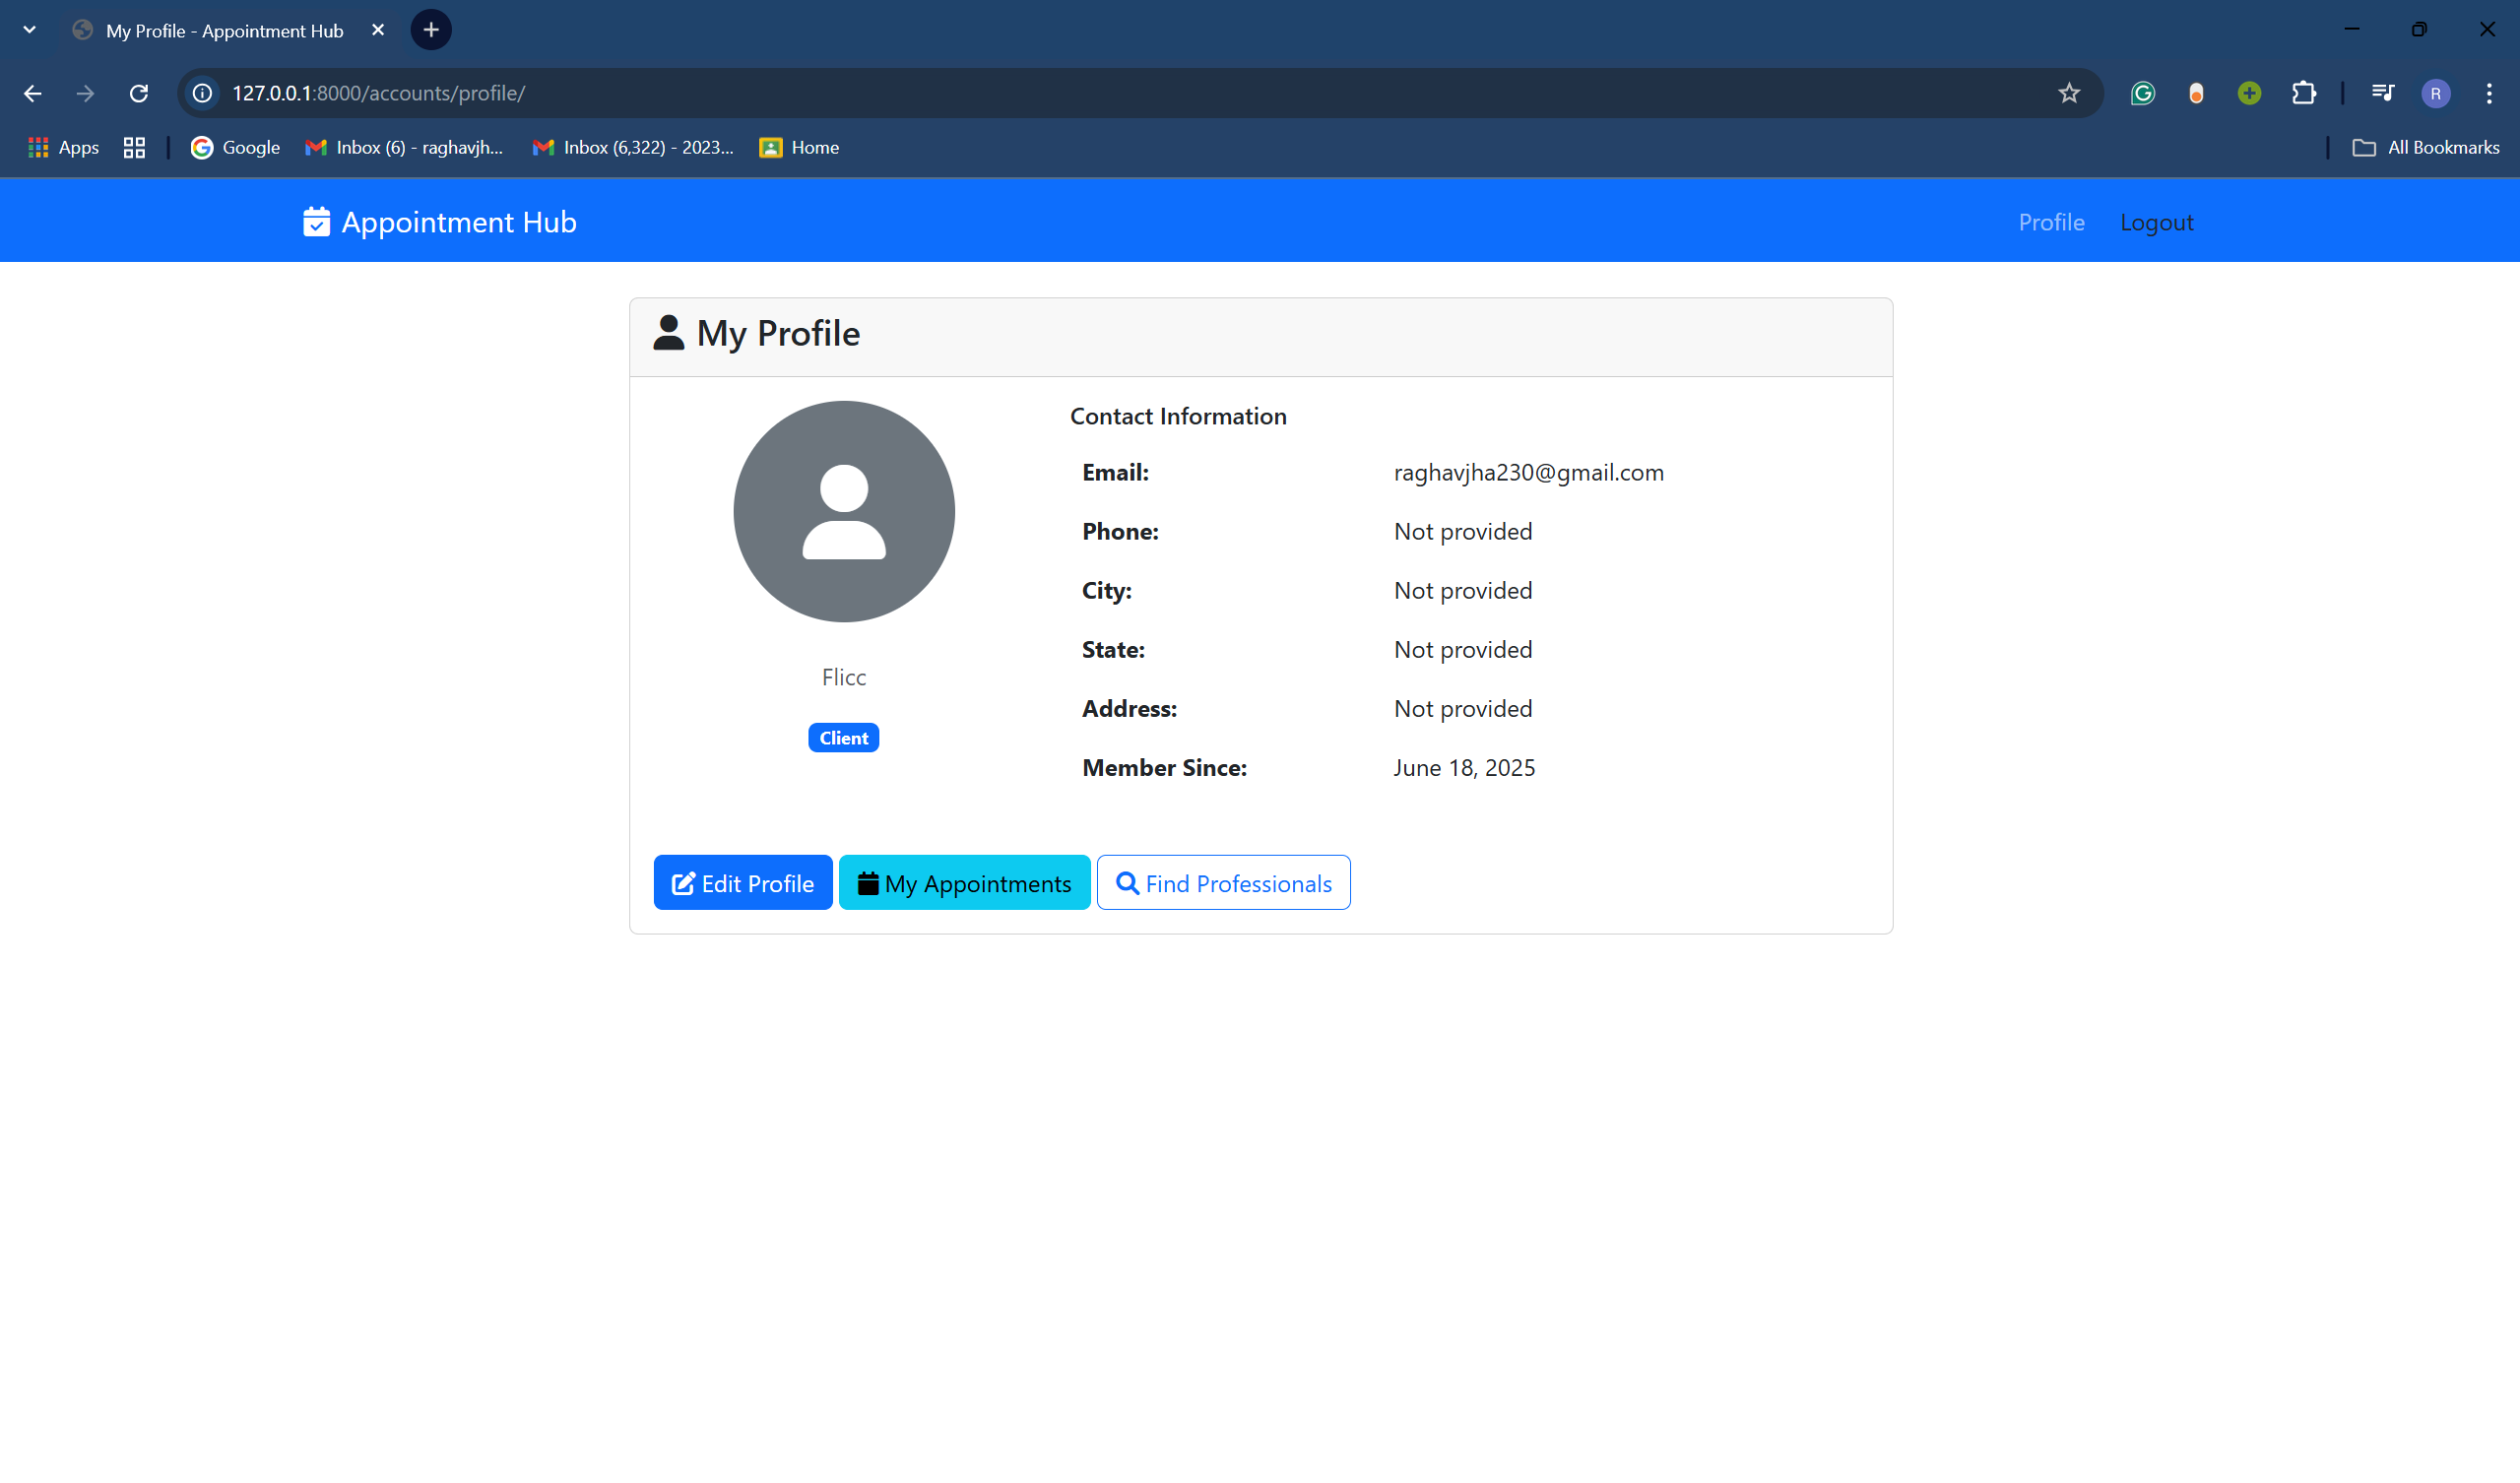 My Profile - Appointment Hub
127.0.0.1:8000/accounts/profile/
R
Apps Google Inbox (6) - raghavjh... Inbox (6,322) - 2023... Home All Bookmarks
Appointment Hub Profile Logout
My Profile
Contact Information
Email: raghavjha230@gmail.com
Phone: Not provided
City: Not provided
State: Not provided
Address: Not provided
Member Since: June 18, 2025
Flicc
Client
Edit Profile My Appointments Find Professionals